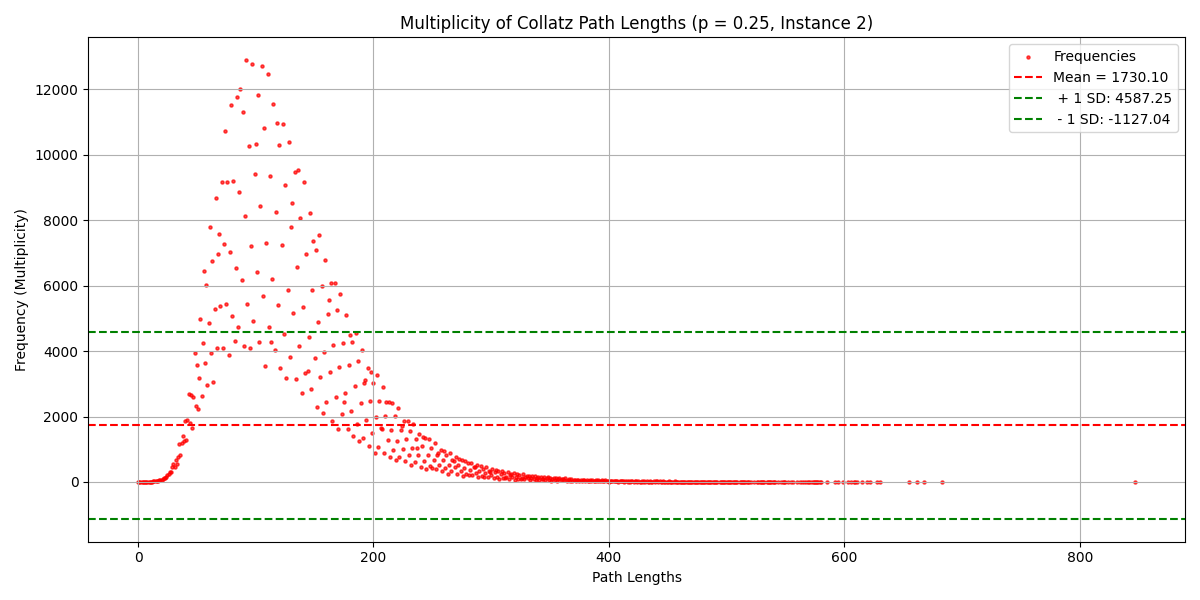 Multiplicity of Collatz Path Lengths (p = 0.25, Instance 2)
Frequencies
Mean = 1730.10
+ 1 SD: 4587.25
- 1 SD: -1127.04
Frequency (Multiplicity)
12000
10000
8000
6000
4000
2000
0
0 200 400 600 800
Path Lengths